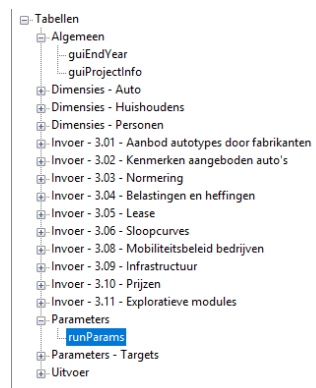 Tabellen
Algemeen
guiEndYear
guiProjectInfo
Dimensies - Auto
Dimensies - Huishoudens
Dimensies - Personen
Invoer - 3.01 - Aanbod autotypes door fabrikanten
Invoer - 3.02 - Kenmerken aangeboden auto's
Invoer - 3.03 - Normering
Invoer - 3.04 - Belastingen en heffingen
Invoer - 3.05 - Lease
Invoer - 3.06 - Sloopcurves
Invoer - 3.08 - Mobiliteitsbeleid bedrijven
Invoer - 3.09 - Infrastructuur
Invoer - 3.10 - Prijzen
Invoer - 3.11 - Exploratieve modules
Parameters
runParams
Parameters - Targets
Uitvoer